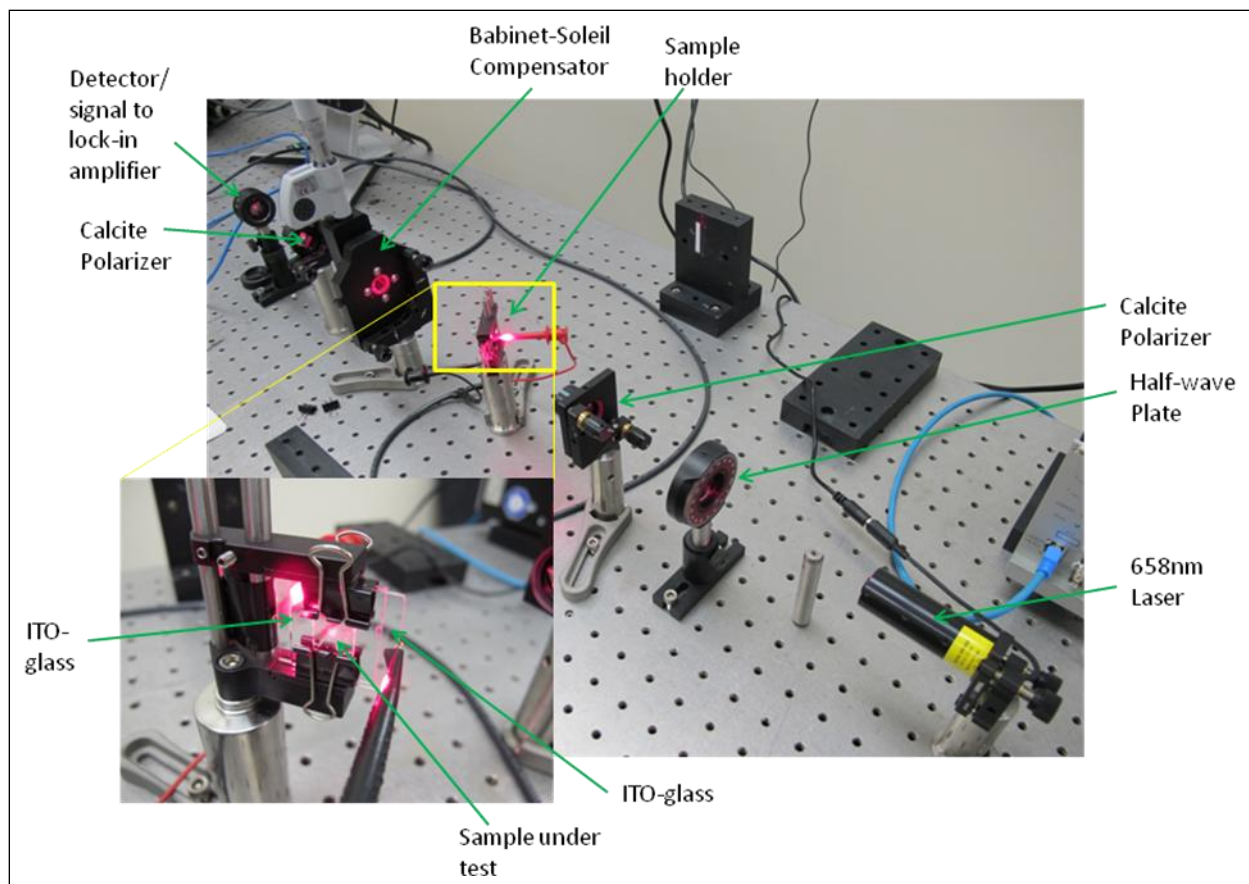 Babinet-Soleil
Compensator
Sample
holder
Detector/
signal to
lock-in
amplifier
Calcite
Polarizer
Calcite
Polarizer
Half-wave
Plate
658nm
Laser
ITO-
glass
ITO-glass
Sample under
test